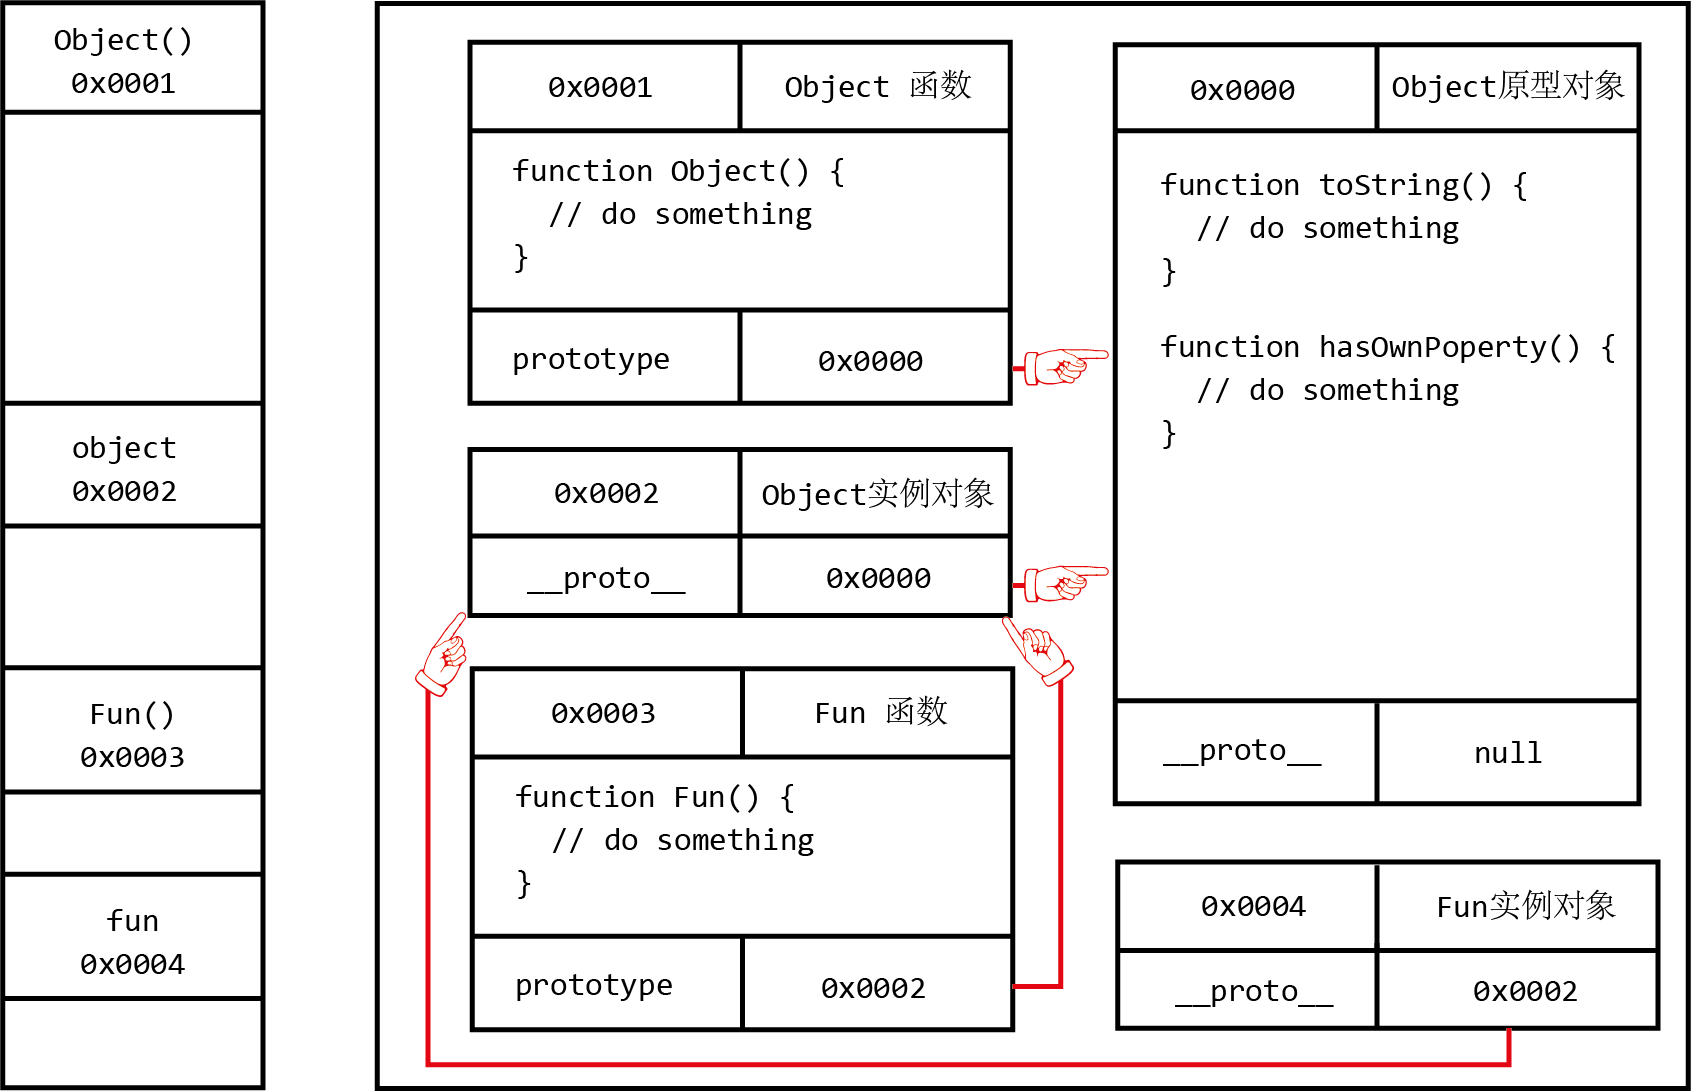 Object()
0x0001
object
0x0002
Fun()
0x0003
fun
0x0004
0x0001
Object 函数
function Object() {
// do something
}
prototype
0x0000
0x0002
Object实例对象
__proto__
0x0000
0x0003
Fun 函数
function Fun() {
// do something
}
prototype
0x0002
0x0000
Object原型对象
function toString() {
// do something
}
function hasOwnPoperty() {
// do something
}
__proto__
null
0x0004
Fun实例对象
__proto__
0x0002